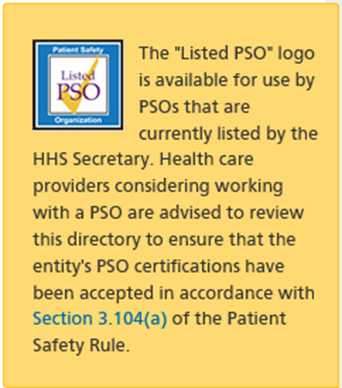 Patient Safety
Listed
PSO
Organization
The "Listed PSO" logo
is available for use by
PSOs that are
currently listed by the
HHS Secretary. Health care
providers considering working
with a PSO are advised to review
this directory to ensure that the
entity's PSO certifications have
been accepted in accordance with
Section 3.104(a) of the Patient
Safety Rule.